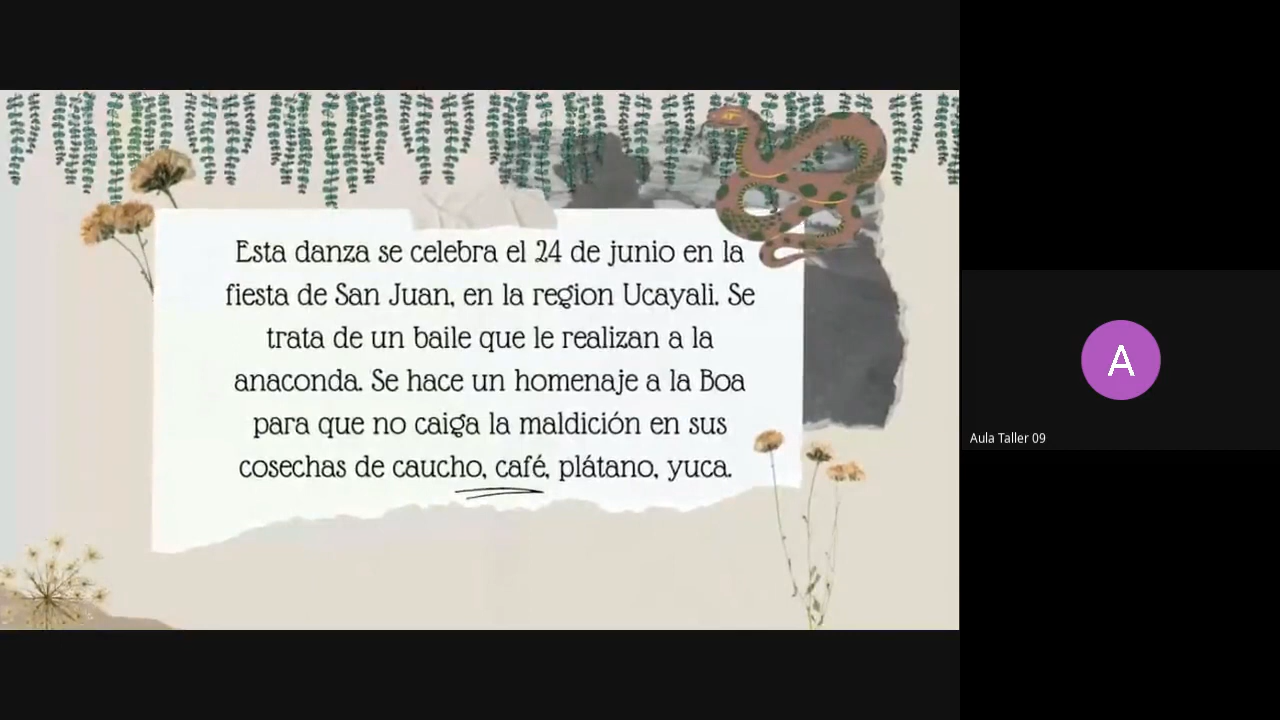 Esta danza se celebra el 24 de junio en la
fiesta de San Juan, en la region Ucayali. Se
trata de un baile que le realizan a la
anaconda. Se hace un homenaje a la Boa
para que no caiga la maldición en sus
cosechas de caucho, café, plátano, yuca.
A
Aula Taller 09